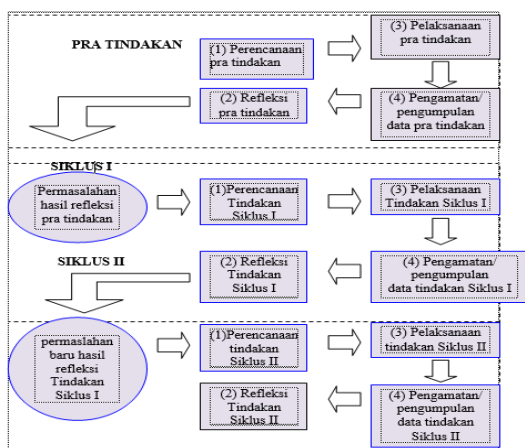 PRA TINDAKAN
(1) Perencanaan
pra tindakan
(3) Pelaksanaan
pra tindakan
(2) Refleksi
pra tindakan
(4) Pengamatan/
pengumpulan
data pra tindakan
SIKLUS I
Permasalahan
hasil refleksi
pra tindakan
(1)Perencanaan
Tindakan
Siklus I
(3) Pelaksanaan
Tindakan Siklus I
SIKLUS II
(2) Refleksi
Tindakan
Siklus I
(4) Pengamatan/
pengumpulan
data tindakan Siklus I
permaslahan
baru hasil
refleksi
Tindakan
Siklus I
(1)Perencanaan
tindakan
Siklus II
(3) Pelaksanaan
tindakan Siklus II
(2) Refleksi
Tindakan
Siklus II
(4) Pengamatan/
pengumpulan
data tindakan
Siklus II